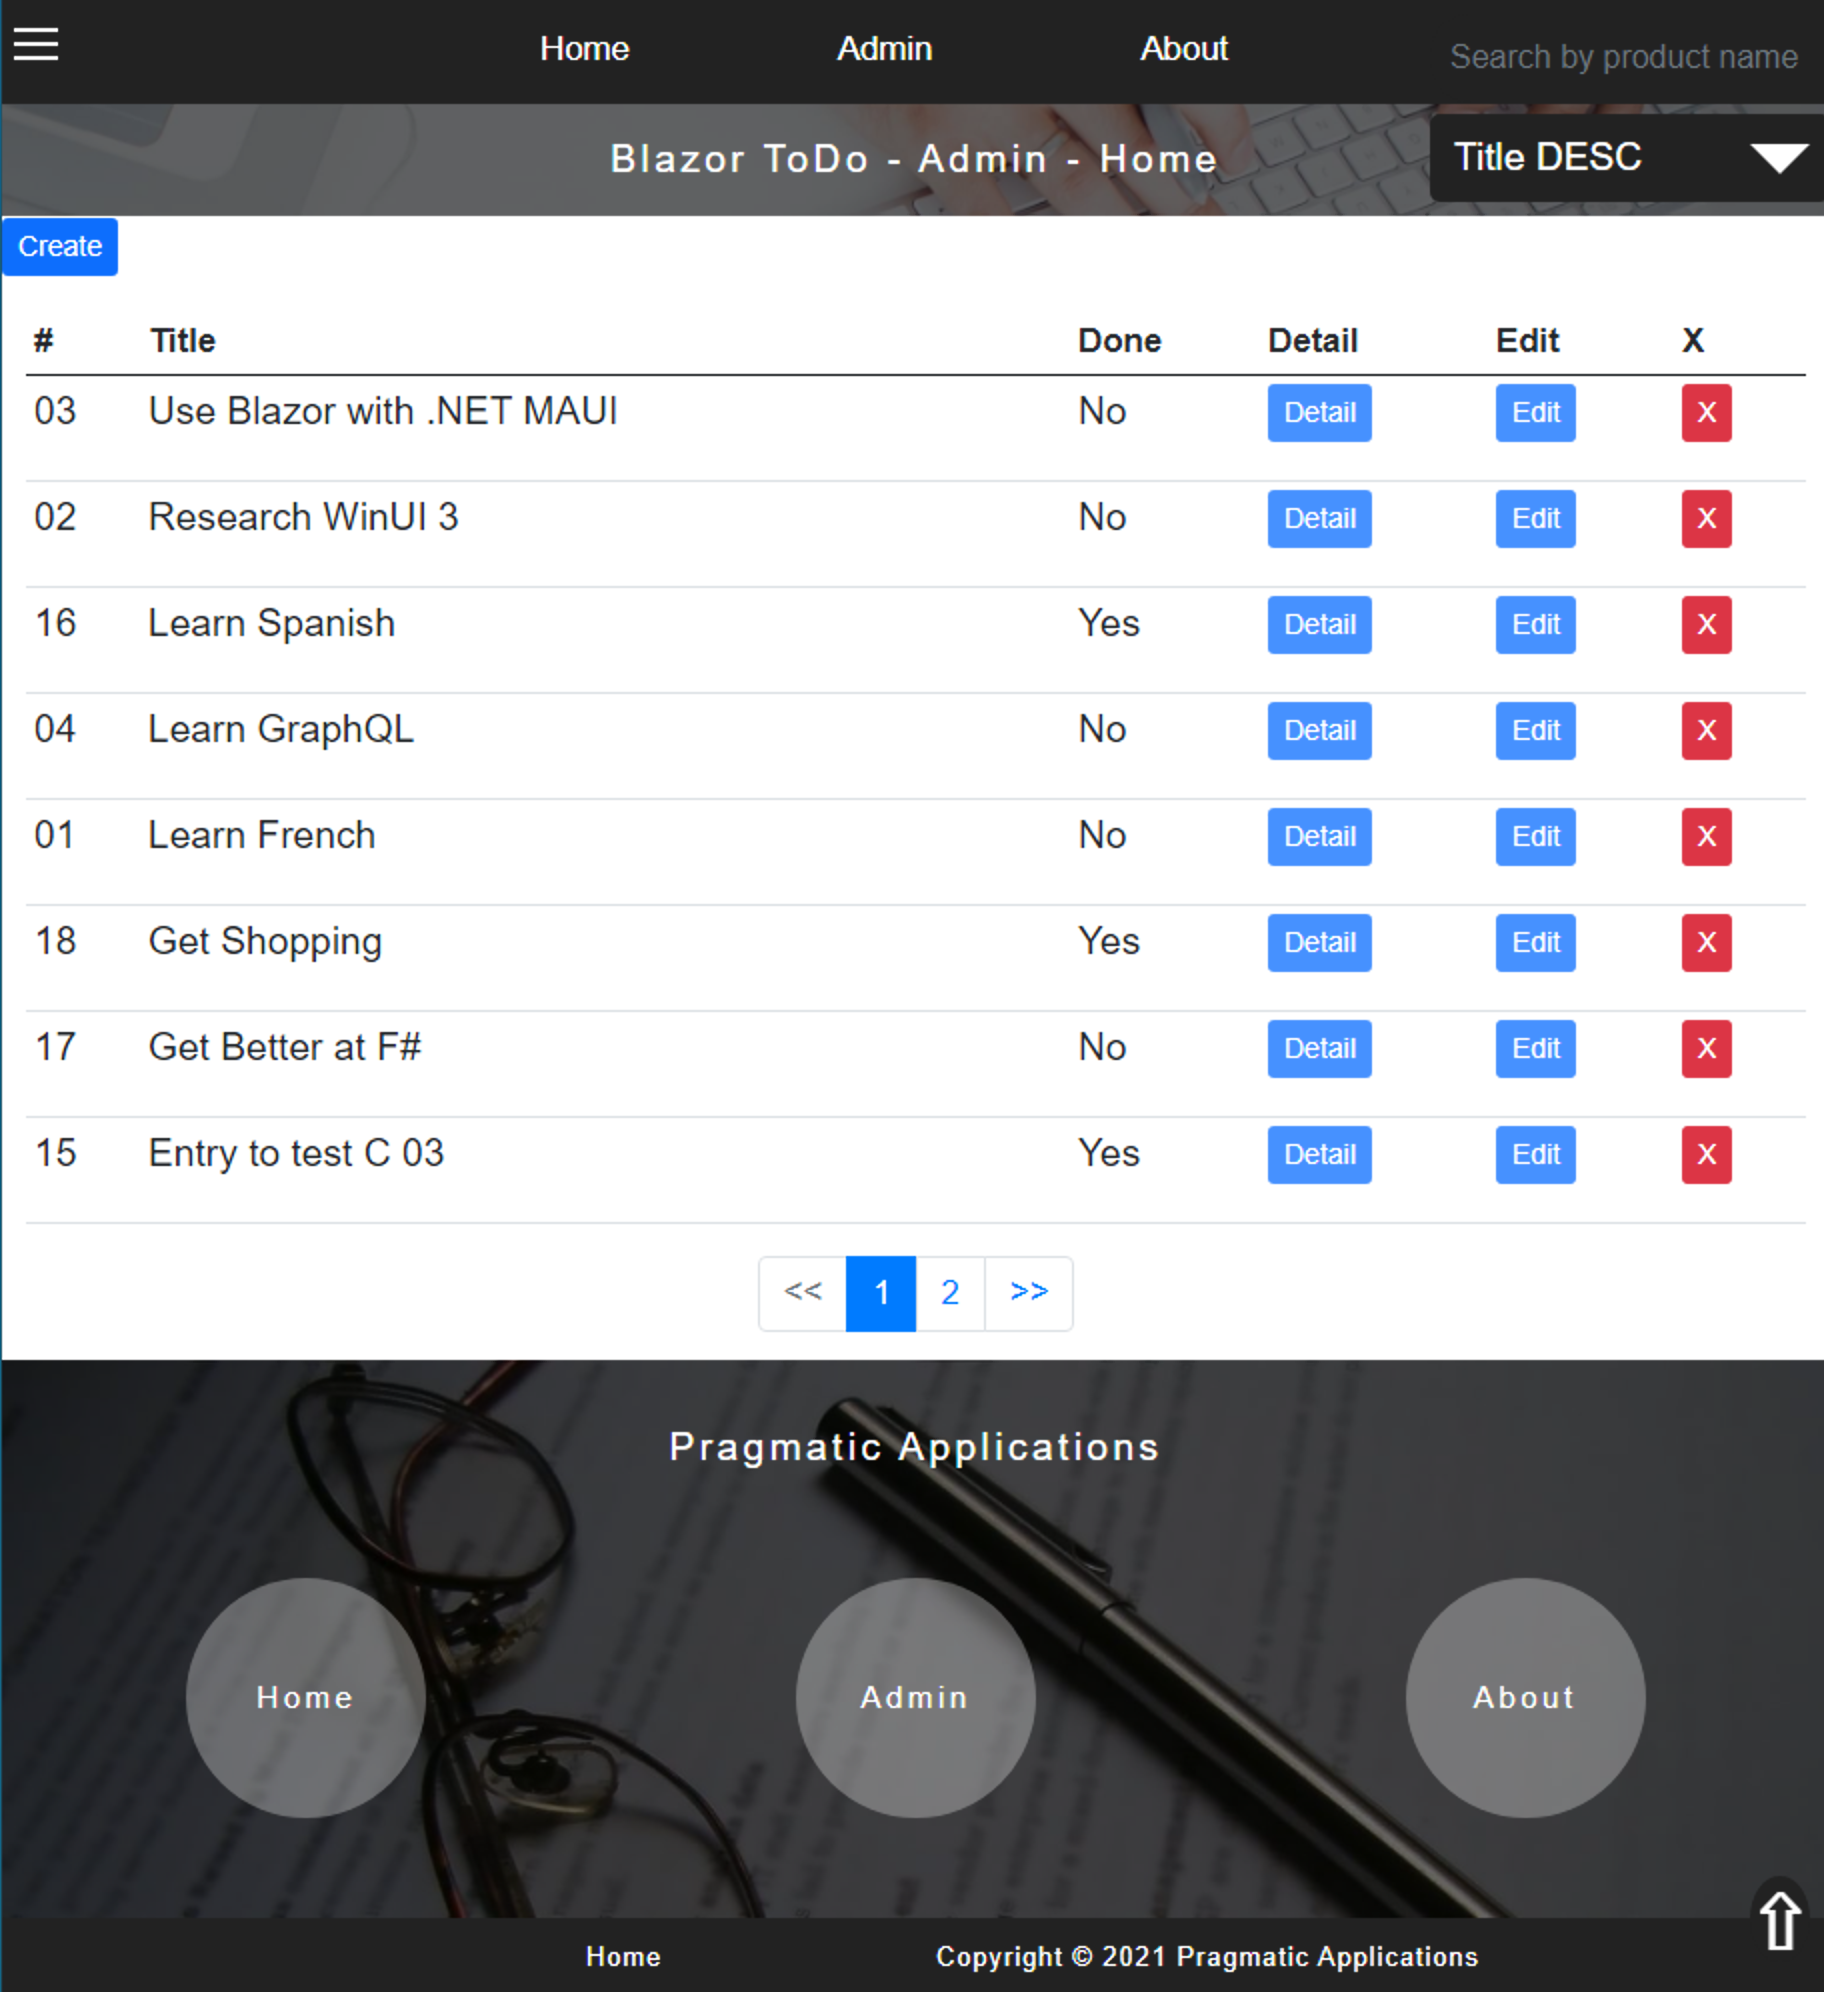 Home Admin About Search by product name
Blazor ToDo - Admin - Home Title DESC
Create
# Title Done Detail Edit X
03 Use Blazor with .NET MAUI No Detail Edit X
02 Research WinUI 3 No Detail Edit X
16 Learn Spanish Yes Detail Edit X
04 Learn GraphQL No Detail Edit X
01 Learn French No Detail Edit X
18 Get Shopping Yes Detail Edit X
17 Get Better at F# No Detail Edit X
15 Entry to test C 03 Yes Detail Edit X
<< 1 2 >>
Pragmatic Applications
Home Admin About
Home Copyright © 2021 Pragmatic Applications